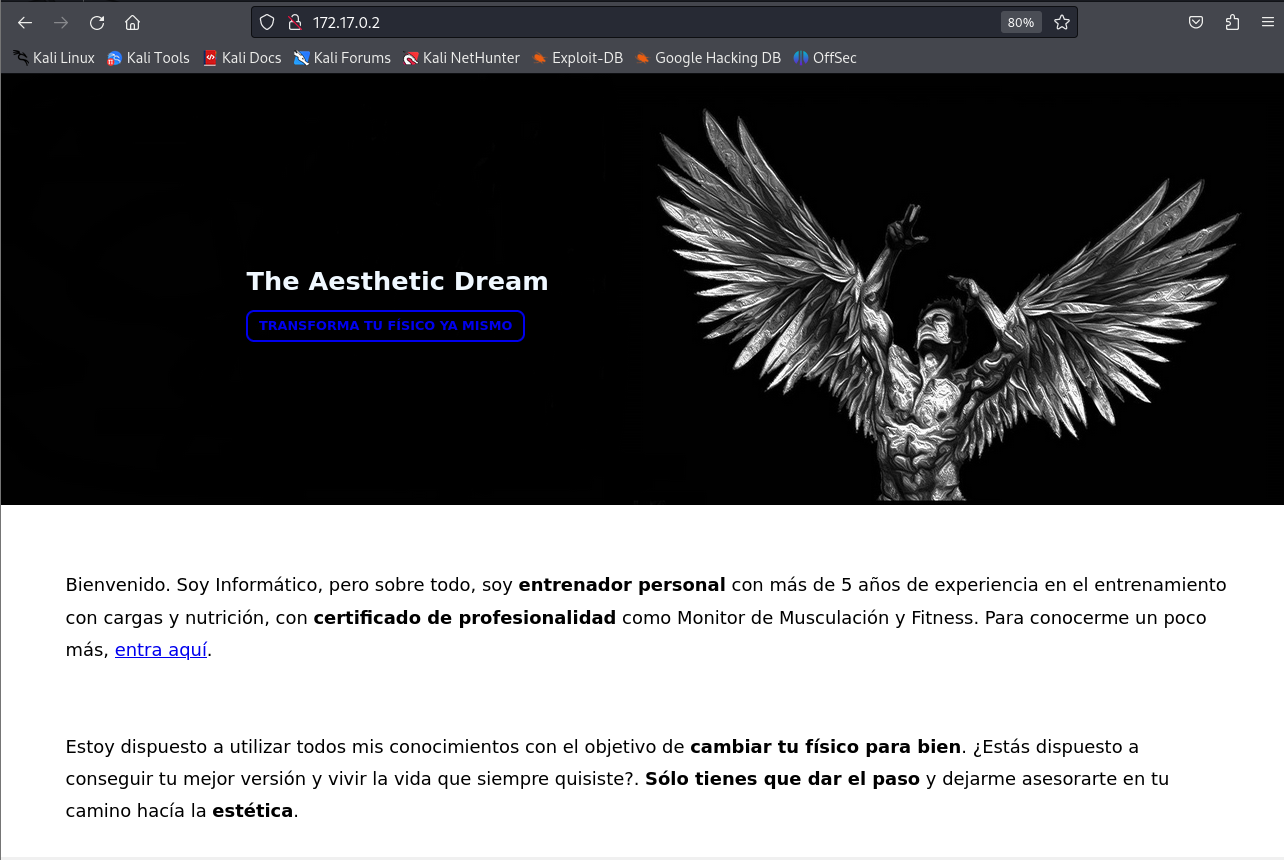 172.17.0.2
80%
Kali Linux
Kali Tools
Kali Docs
Kali Forums
Kali NetHunter
Exploit-DB
Google Hacking DB
OffSec
The Aesthetic Dream
TRANSFORMA TU FÍSICO YA MISMO
Bienvenido. Soy Informático, pero sobre todo, soy entrenador personal con más de 5 años de experiencia en el entrenamiento
con cargas y nutrición, con certificado de profesionalidad como Monitor de Musculación y Fitness. Para conocerme un poco
más, entra aquí.
Estoy dispuesto a utilizar todos mis conocimientos con el objetivo de cambiar tu físico para bien. ¿Estás dispuesto a
conseguir tu mejor versión y vivir la vida que siempre quisiste?. Sólo tienes que dar el paso y dejarme asesorarte en tu
camino hacía la estética.